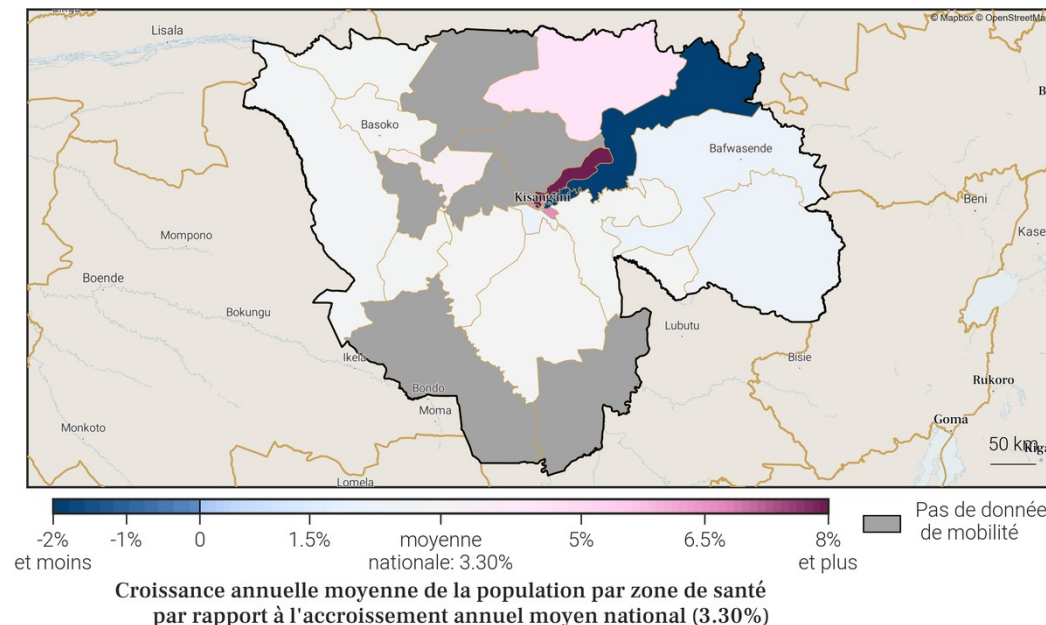 © Mapbox © OpenStreetMap
Lisala
Basoko
Bafwasende
Kisangani
Beni
Kase
Mompono
Boende
Bokungu
Lubutu
Ikela
Bisie
Bondo
Rukoro
Moma
Goma
Monkoto
50 km
Lomela
-2%
et moins
-1%
0
1.5%
moyenne
nationale: 3.30%
5%
6.5%
8%
et plus
Pas de donnée
de mobilité
Croissance annuelle moyenne de la population par zone de santé
par rapport à l'accroissement annuel moyen national (3.30%)